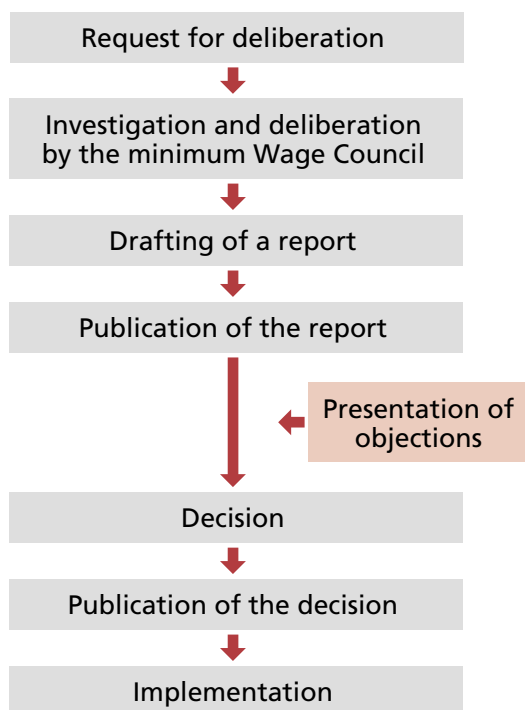 Request for deliberation
Investigation and deliberation
by the minimum Wage Council
Drafting of a report
Publication of the report
Presentation of
objections
Decision
Publication of the decision
Implementation